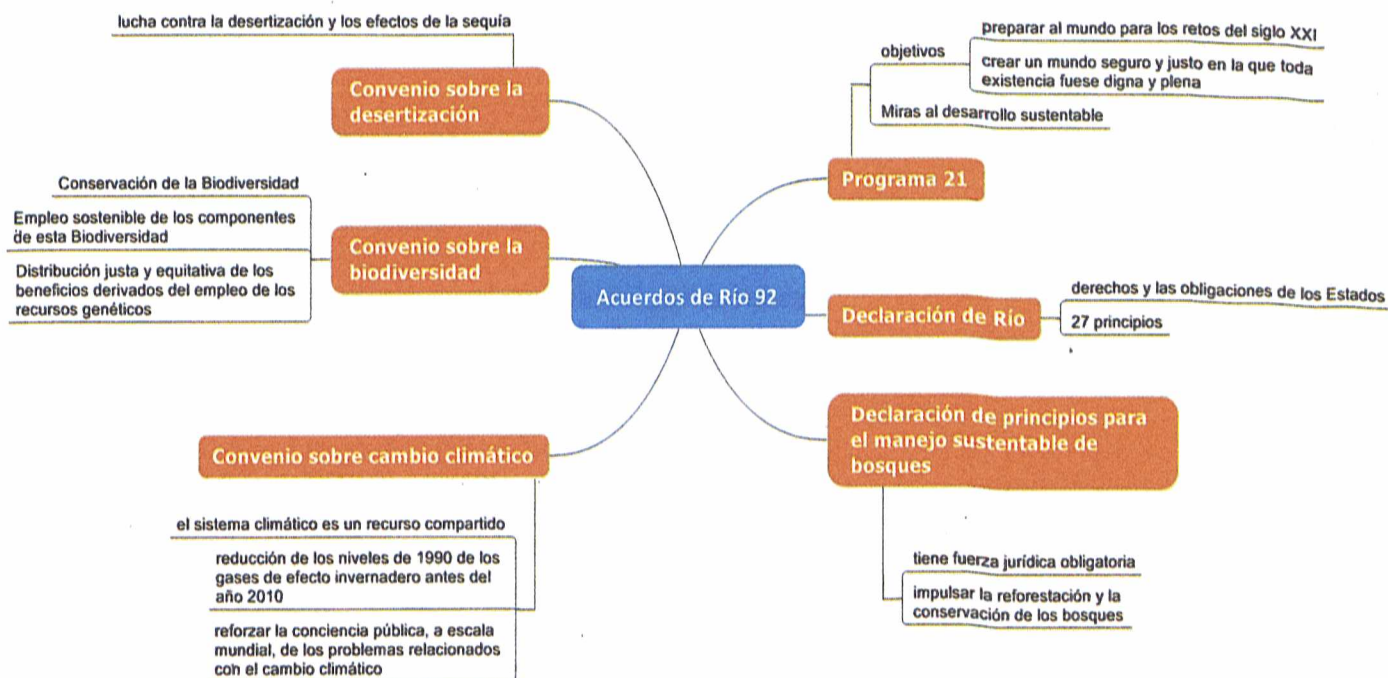 lucha contra la desertización y los efectos de la sequía
Convenio sobre la
desertización
Conservación de la Biodiversidad
Empleo sostenible de los componentes
de esta Biodiversidad
Distribución justa y equitativa de los
beneficios derivados del empleo de los
recursos genéticos
Convenio sobre la
biodiversidad
Convenio sobre cambio climático
el sistema climático es un recurso compartido
reducción de los niveles de 1990 de los
gases de efecto invernadero antes del
año 2010
reforzar la conciencia pública, a escala
mundial, de los problemas relacionados
con el cambio climático
Acuerdos de Río 92
preparar al mundo para los retos del siglo XXI
objetivos
crear un mundo seguro y justo en la que toda
existencia fuese digna y plena
Miras al desarrollo sustentable
Programa 21
derechos y las obligaciones de los Estados
Declaración de Río
27 principios
Declaración de principios para
el manejo sustentable de
bosques
tiene fuerza jurídica obligatoria
impulsar la reforestación y la
conservación de los bosques